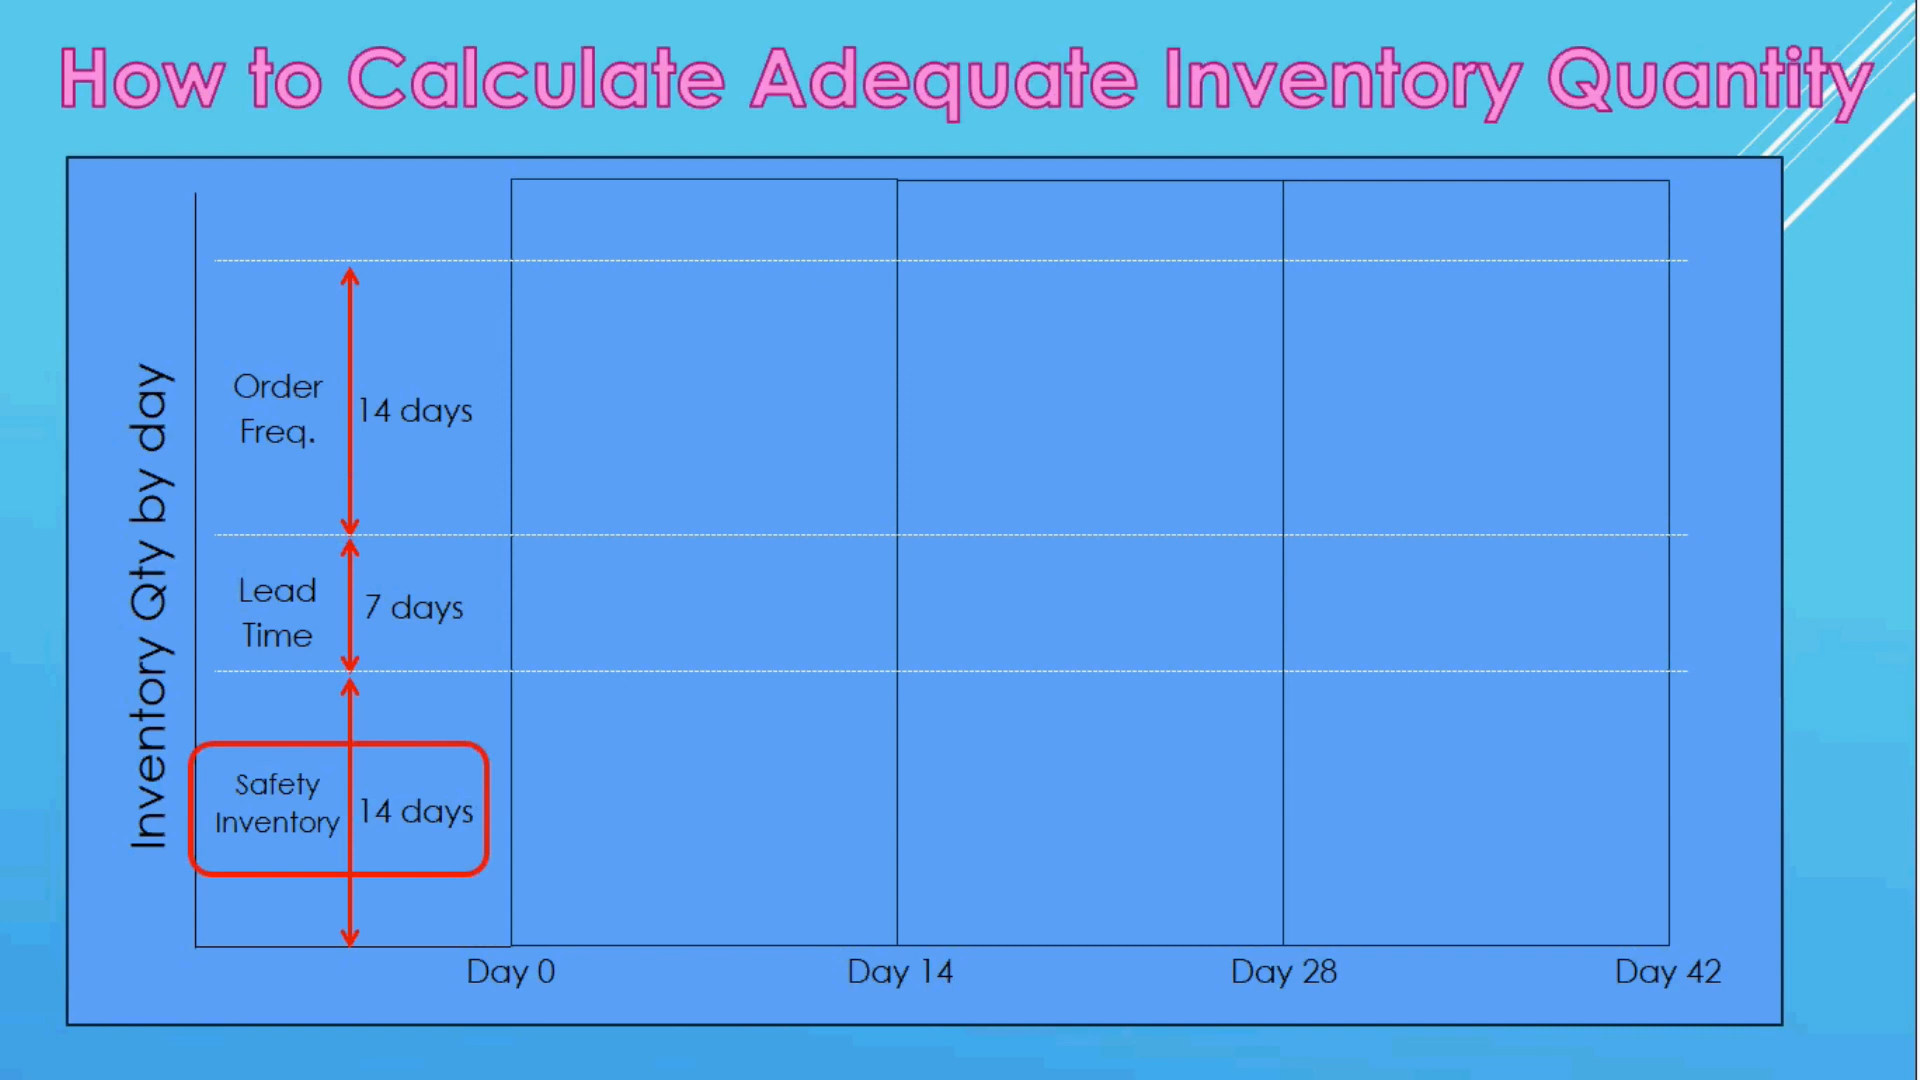 How to Calculate Adequate Inventory Quantity
Inventory Qty by day
Order
Freq.
14 days
Lead
Time
7 days
Safety
Inventory
14 days
Day 0
Day 14
Day 28
Day 42